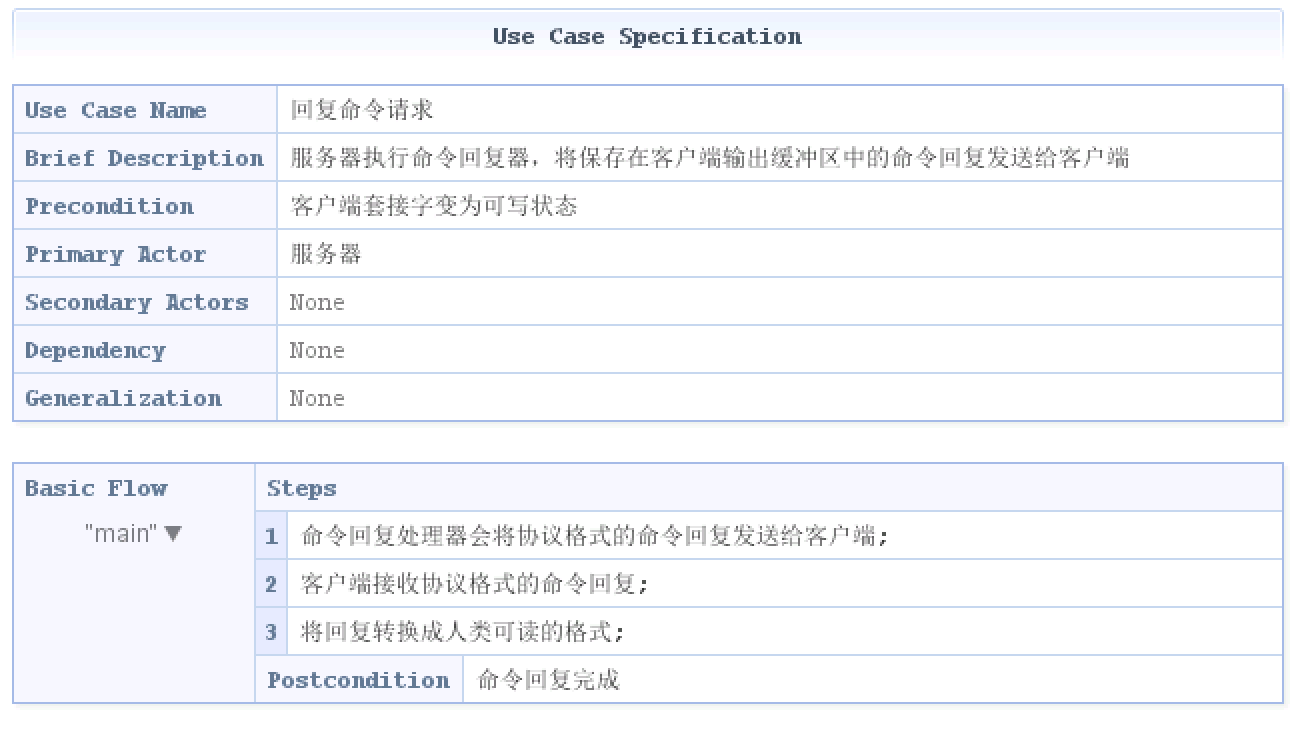 Use Case Specification
Use Case Name 回复命令请求
Brief Description 服务器执行命令回复器，将保存在客户端输出缓冲区中的命令回复发送给客户端
Precondition 客户端套接字变为可写状态
Primary Actor 服务器
Secondary Actors None
Dependency None
Generalization None
Basic Flow Steps
"main" ▼
1 命令回复处理器会将协议格式的命令回复发送给客户端;
2 客户端接收协议格式的命令回复;
3 将回复转换成人类可读的格式;
Postcondition 命令回复完成